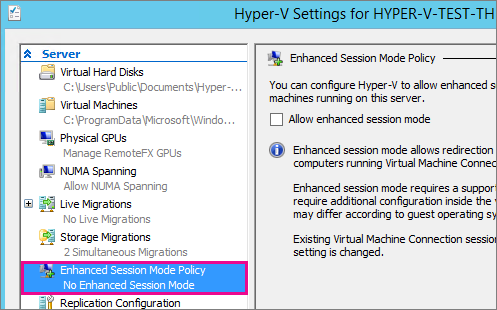 Hyper-V Settings for HYPER-V-TEST-TH
Server
Virtual Hard Disks
C:\Users\Public\Documents\Hyper-...
Virtual Machines
C:\ProgramData\Microsoft\Windo...
Physical GPUs
Manage RemoteFX GPUs
NUMA Spanning
Allow NUMA Spanning
Live Migrations
No Live Migrations
Storage Migrations
2 Simultaneous Migrations
Enhanced Session Mode Policy
No Enhanced Session Mode
Replication Configuration
Enhanced Session Mode Policy
You can configure Hyper-V to allow enhanced s
machines running on this server.
Allow enhanced session mode
Enhanced session mode allows redirection
computers running Virtual Machine Connec
Enhanced session mode requires a support
require additional configuration inside the
may differ according to guest operating sy
Existing Virtual Machine Connection session
setting is changed.